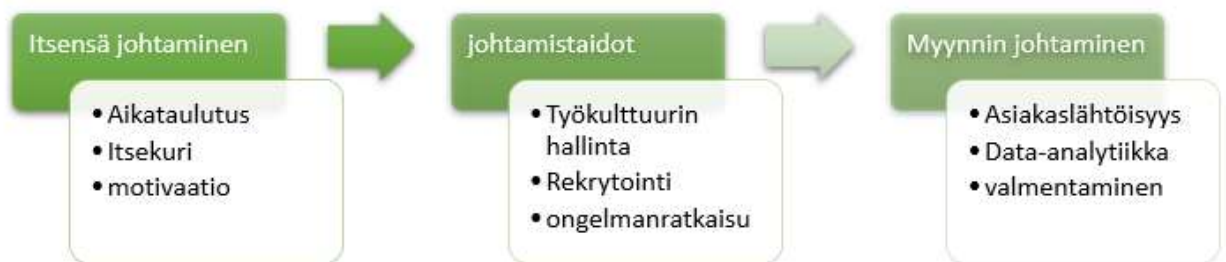 Itsensä johtaminen
• Aikataulutus
• Itsekuri
• motivaatio
johtamistaidot
• Työkulttuurin
hallinta
• Rekrytointi
• ongelmanratkaisu
Myynnin johtaminen
• Asiakaslähtöisyys
• Data-analytiikka
• valmentaminen